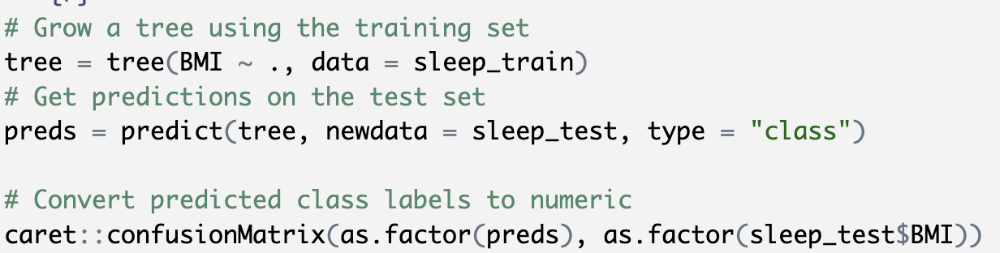 # Grow a tree using the training set
tree = tree(BMI ~ ., data = sleep_train)
# Get predictions on the test set
preds = predict(tree, newdata = sleep_test, type = "class")
# Convert predicted class labels to numeric
caret::confusionMatrix(as.factor(preds), as.factor(sleep_test$BMI))